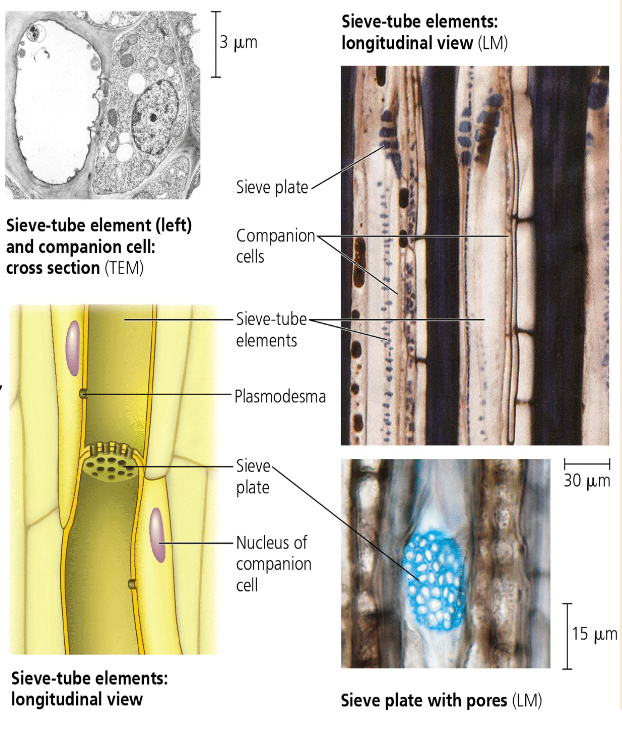 3 μm
Sieve-tube element (left)
and companion cell:
cross section (TEM)
Sieve-tube elements:
longitudinal view (LM)
Sieve plate
Companion
cells
Sieve-tube
elements
Plasmodesma
Sieve
plate
Nucleus of
companion
cell
30 μm
15 μm
Sieve-tube elements:
longitudinal view
Sieve plate with pores (LM)